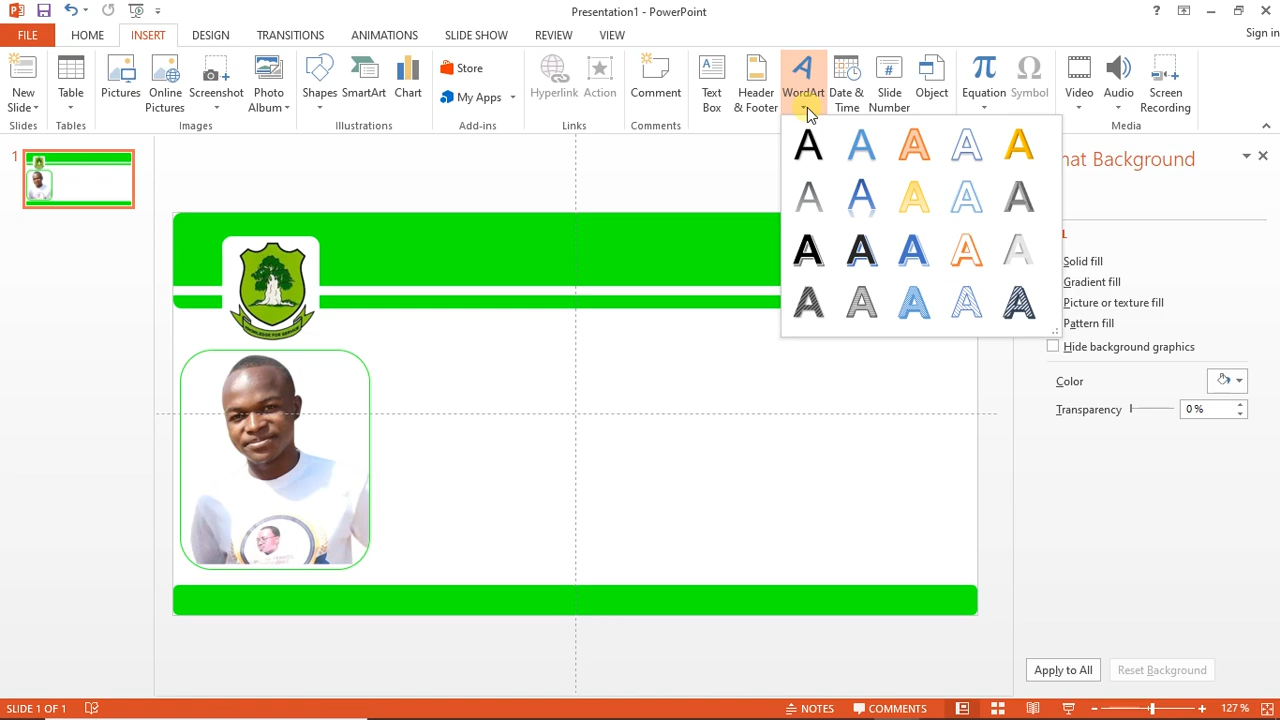 Presentation1 - PowerPoint
?
FILE HOME INSERT DESIGN TRANSITIONS ANIMATIONS SLIDE SHOW REVIEW VIEW Sign in
New Slide Table Pictures Online Pictures Screenshot Photo Album Shapes SmartArt Chart Store My Apps Hyperlink Action Comment Text Box Header & Footer WordArt Date & Time Slide Number Object Equation Symbol Video Audio Screen Recording
Slides Tables Images Illustrations Add-ins Links Comments Media
1
mat Background
A A A A A
A A A A A
A A A A A
A A A A A
L
Solid fill
Gradient fill
Picture or texture fill
Pattern fill
Hide background graphics
Color
Transparency 0%
KNOWLEDGE FOR SERVICE
Apply to All Reset Background
SLIDE 1 OF 1 NOTES COMMENTS 127 %